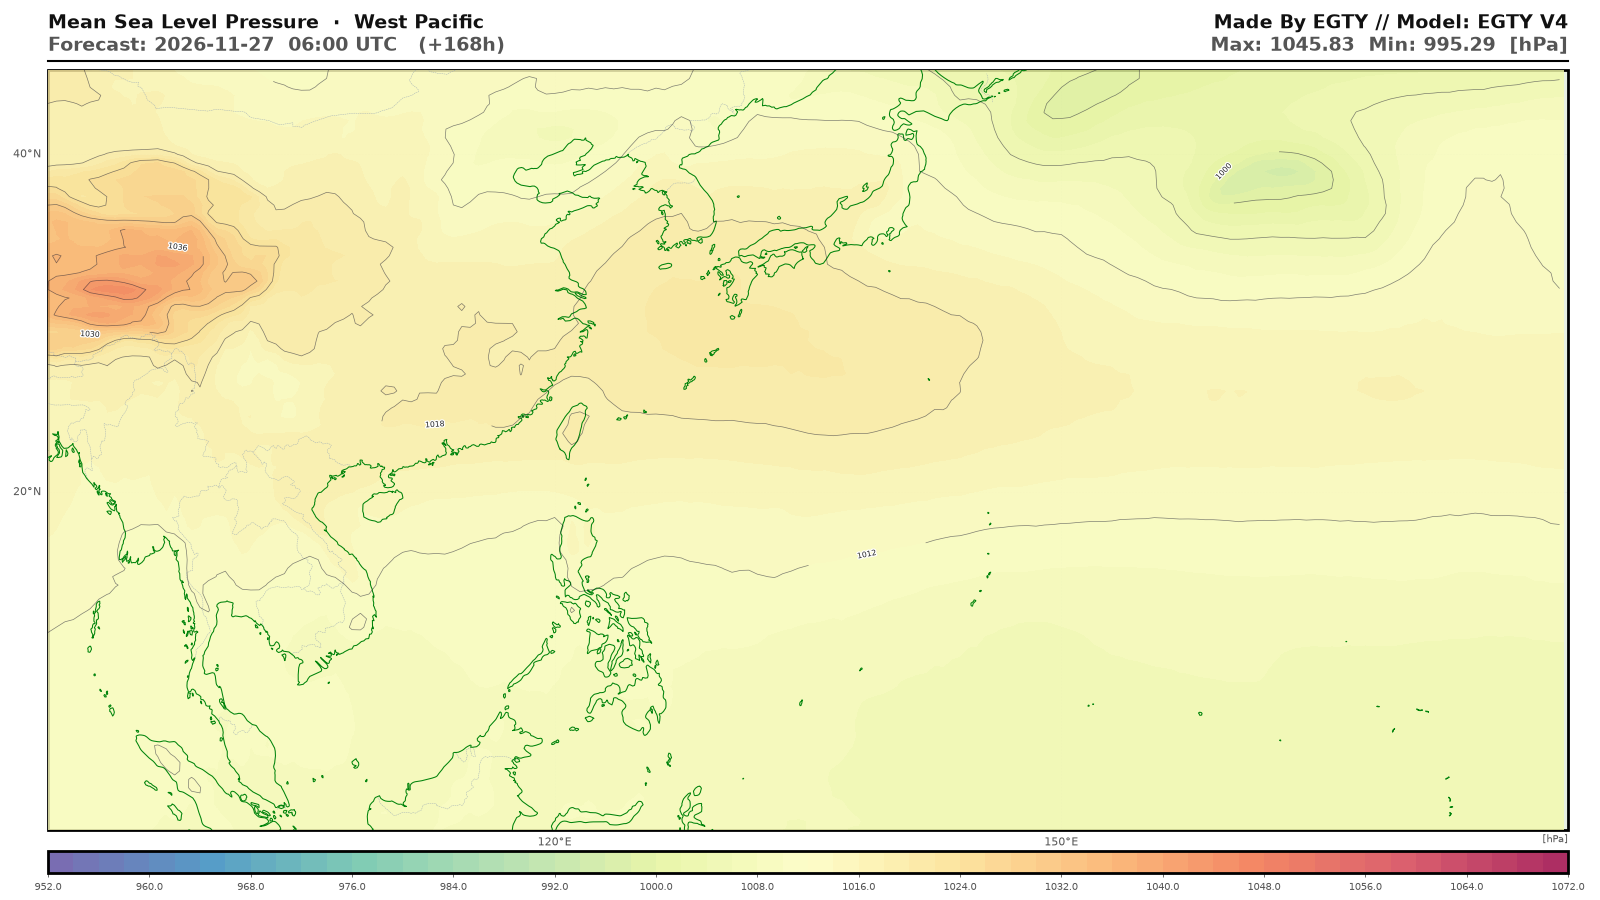 Mean Sea Level Pressure · West Pacific
Made By EGTY // Model: EGTY V4
Forecast: 2026-11-27 06:00 UTC (+168h)
Max: 1045.83 Min: 995.29 [hPa]
40°N
1000
1036
1030
1018
20°N
1012
120°E
150°E
[hPa]
952.0
960.0
968.0
976.0
984.0
992.0
1000.0
1008.0
1016.0
1024.0
1032.0
1040.0
1048.0
1056.0
1064.0
1072.0